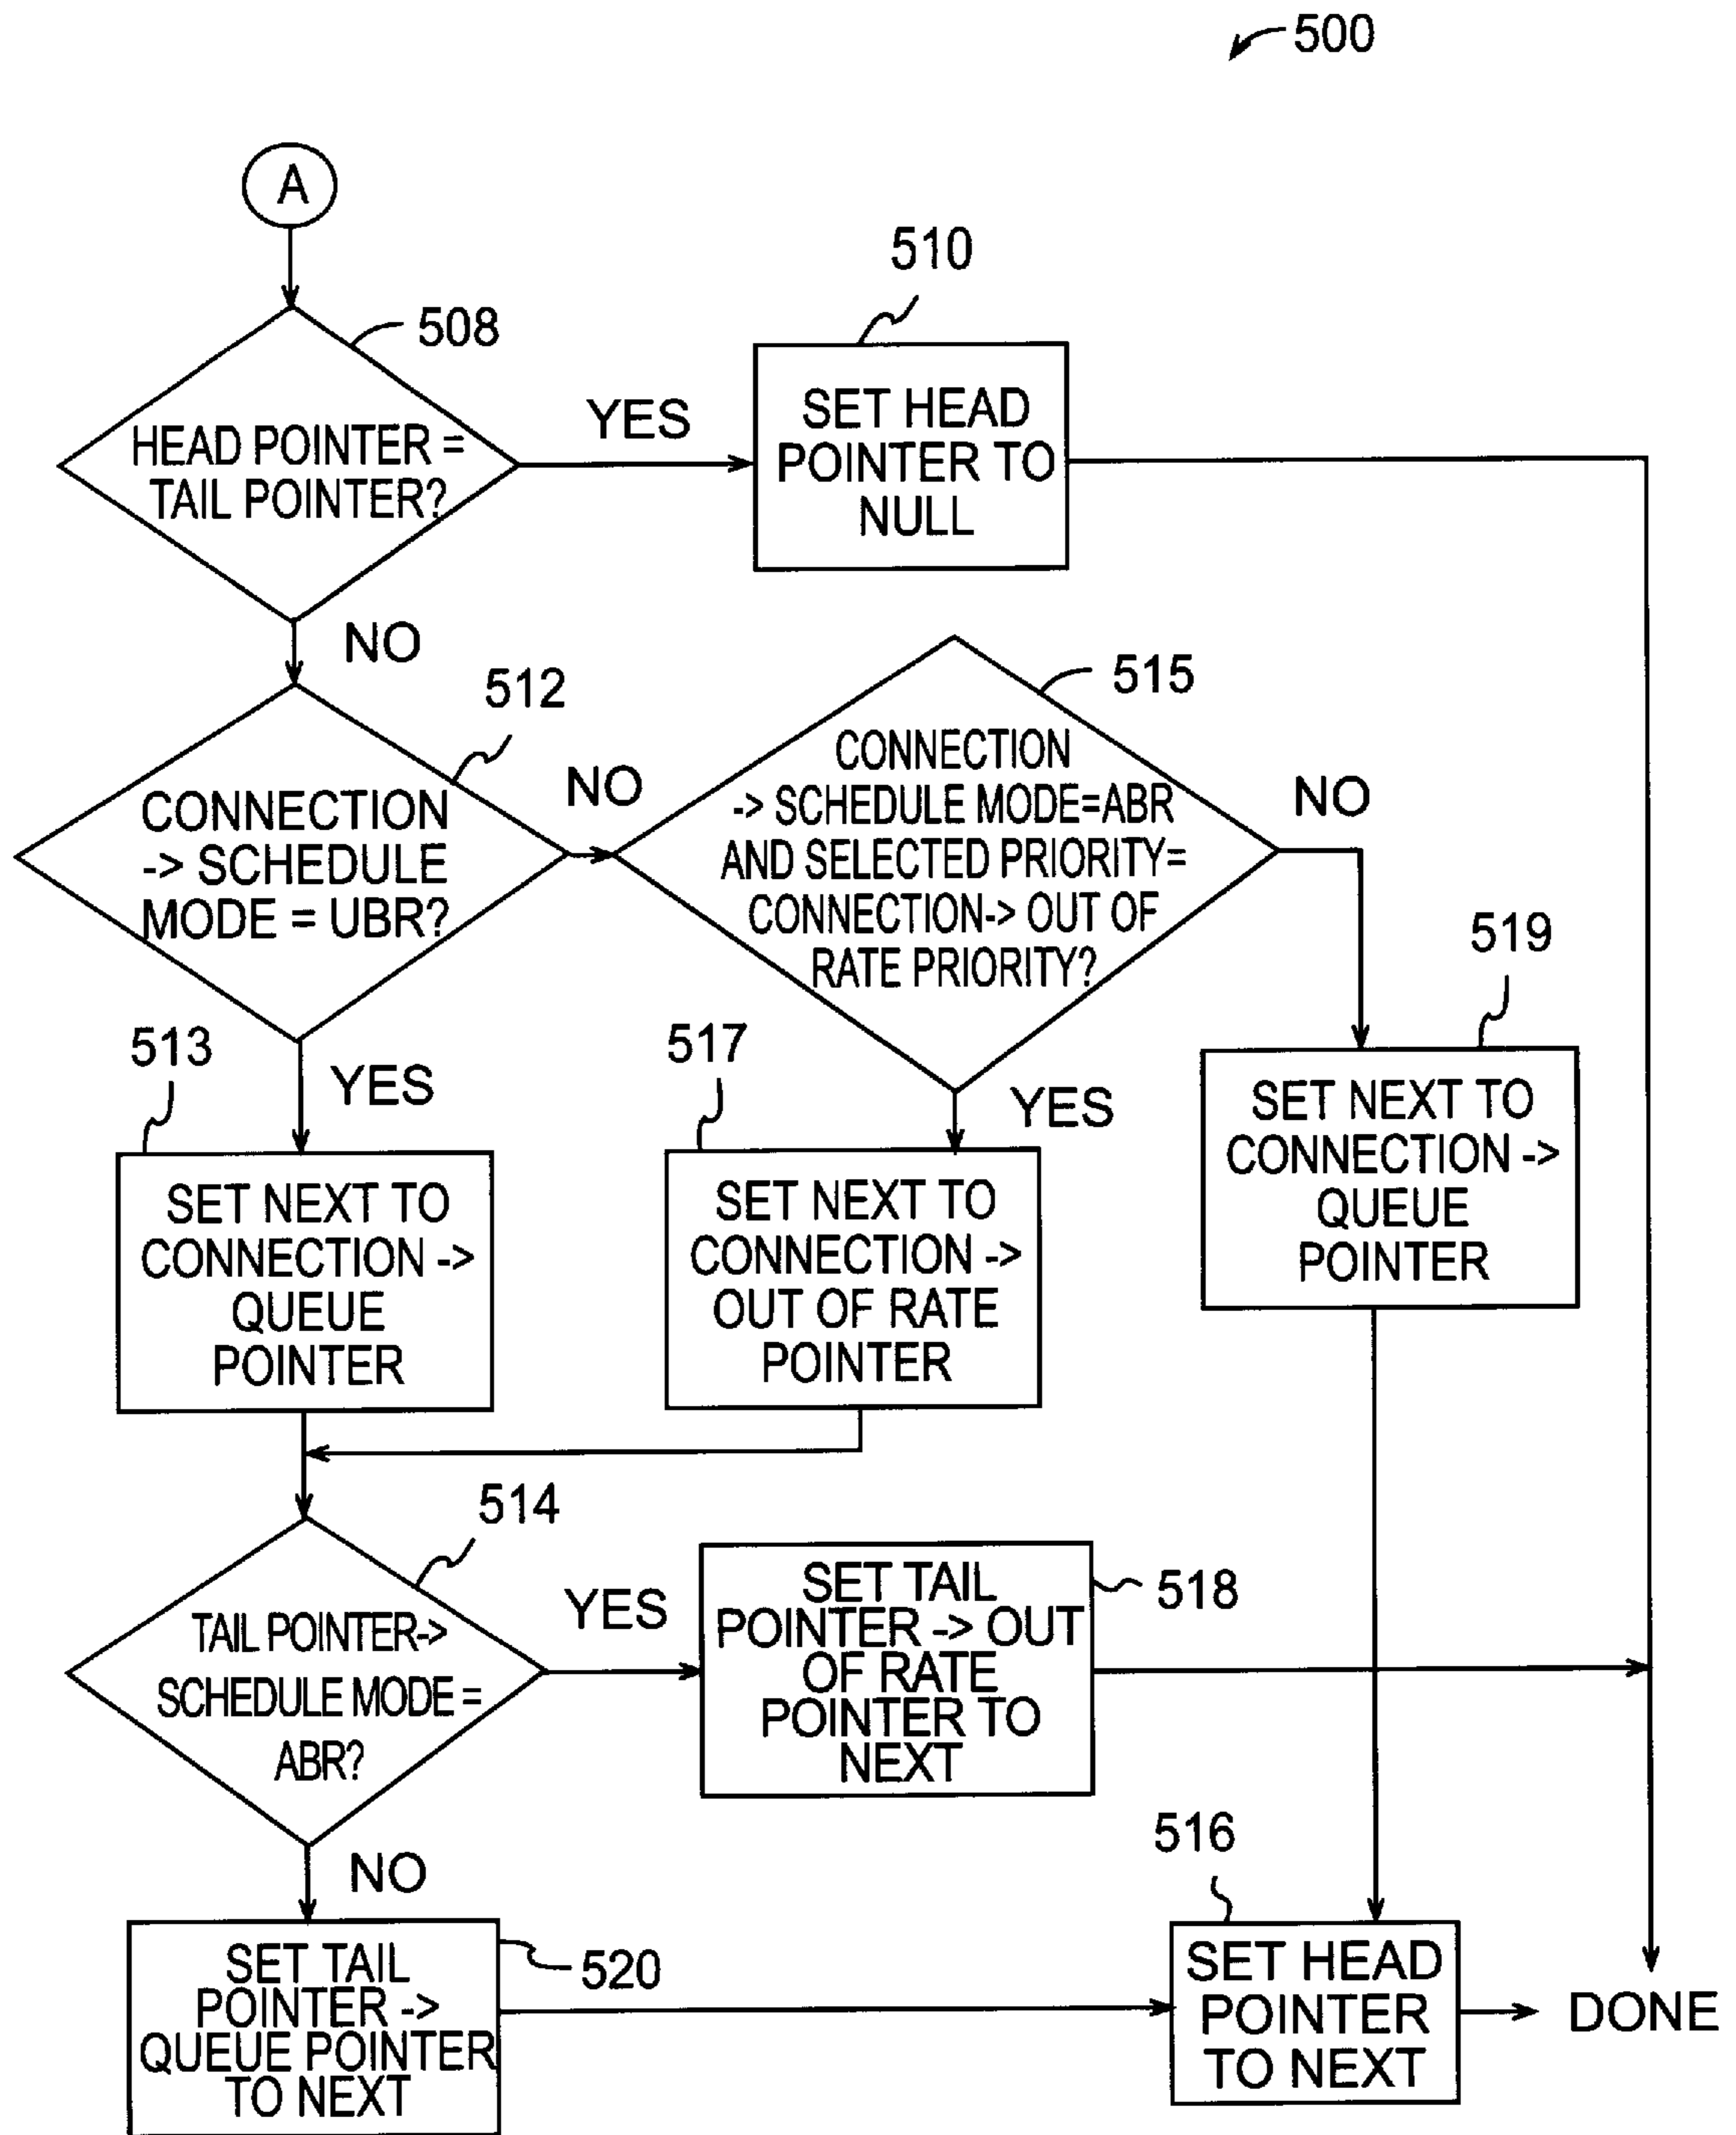 500
A
508
HEAD POINTER =
TAIL POINTER?
YES
510
SET HEAD
POINTER TO
NULL
NO
512
CONNECTION
-> SCHEDULE
MODE = UBR?
NO
515
CONNECTION
-> SCHEDULE MODE=ABR
AND SELECTED PRIORITY=
CONNECTION-> OUT OF
RATE PRIORITY?
NO
519
SET NEXT TO
CONNECTION ->
QUEUE
POINTER
YES
513
SET NEXT TO
CONNECTION ->
QUEUE
POINTER
YES
517
SET NEXT TO
CONNECTION ->
OUT OF RATE
POINTER
514
TAIL POINTER->
SCHEDULE MODE =
ABR?
YES
518
SET TAIL
POINTER -> OUT
OF RATE
POINTER TO
NEXT
NO
520
SET TAIL
POINTER ->
QUEUE POINTER
TO NEXT
516
SET HEAD
POINTER
TO NEXT
DONE